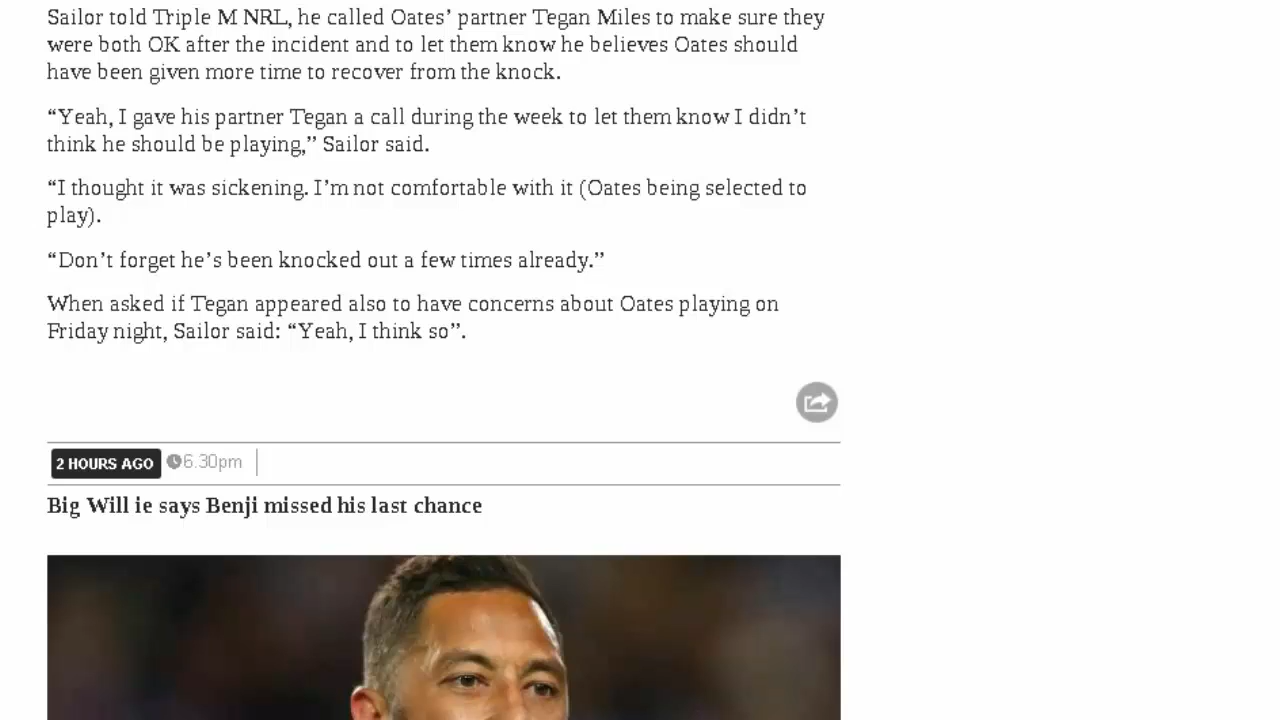 Sailor told Triple M NRL, he called Oates’ partner Tegan Miles to make sure they
were both OK after the incident and to let them know he believes Oates should
have been given more time to recover from the knock.
“Yeah, I gave his partner Tegan a call during the week to let them know I didn’t
think he should be playing,” Sailor said.
“I thought it was sickening. I’m not comfortable with it (Oates being selected to
play).
“Don’t forget he’s been knocked out a few times already.”
When asked if Tegan appeared also to have concerns about Oates playing on
Friday night, Sailor said: “Yeah, I think so”.
2 HOURS AGO 6.30pm
Big Will ie says Benji missed his last chance